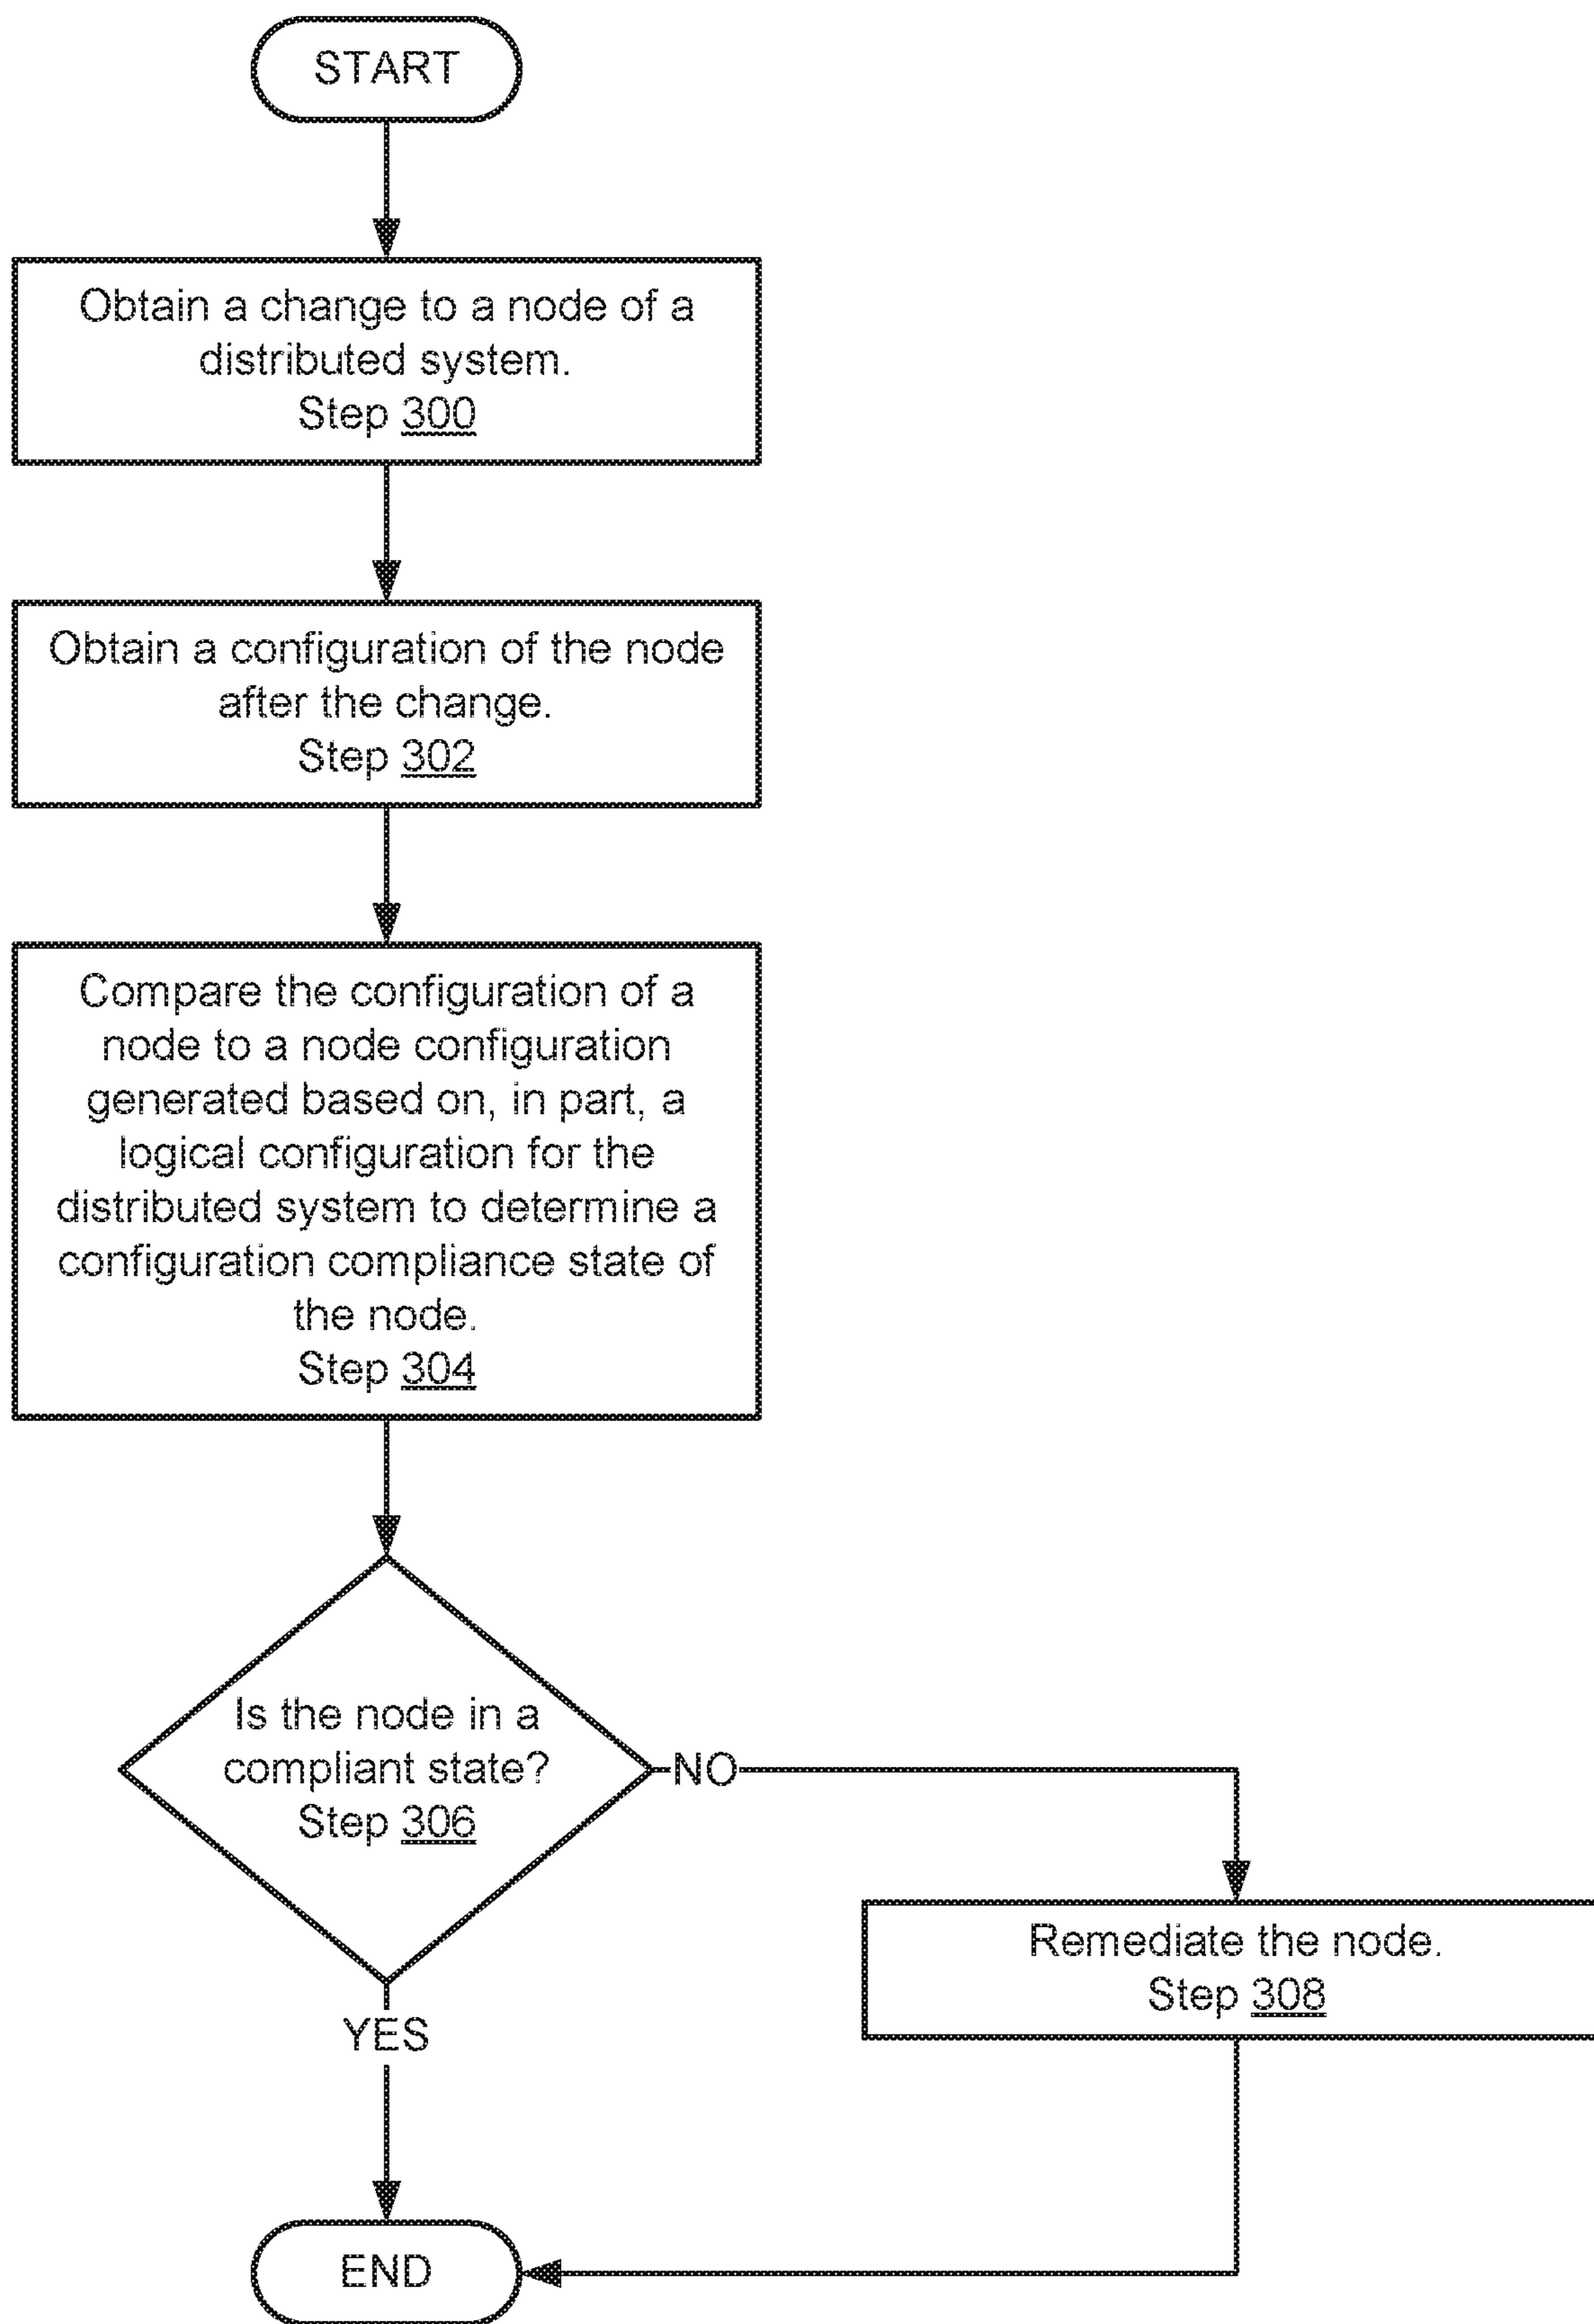 START
Obtain a change to a node of a
distributed system.
Step 300
Obtain a configuration of the node
after the change.
Step 302
Compare the configuration of a
node to a node configuration
generated based on, in part, a
logical configuration for the
distributed system to determine a
configuration compliance state of
the node.
Step 304
Is the node in a
compliant state?
Step 306
NO
Remediate the node.
Step 308
YES
END